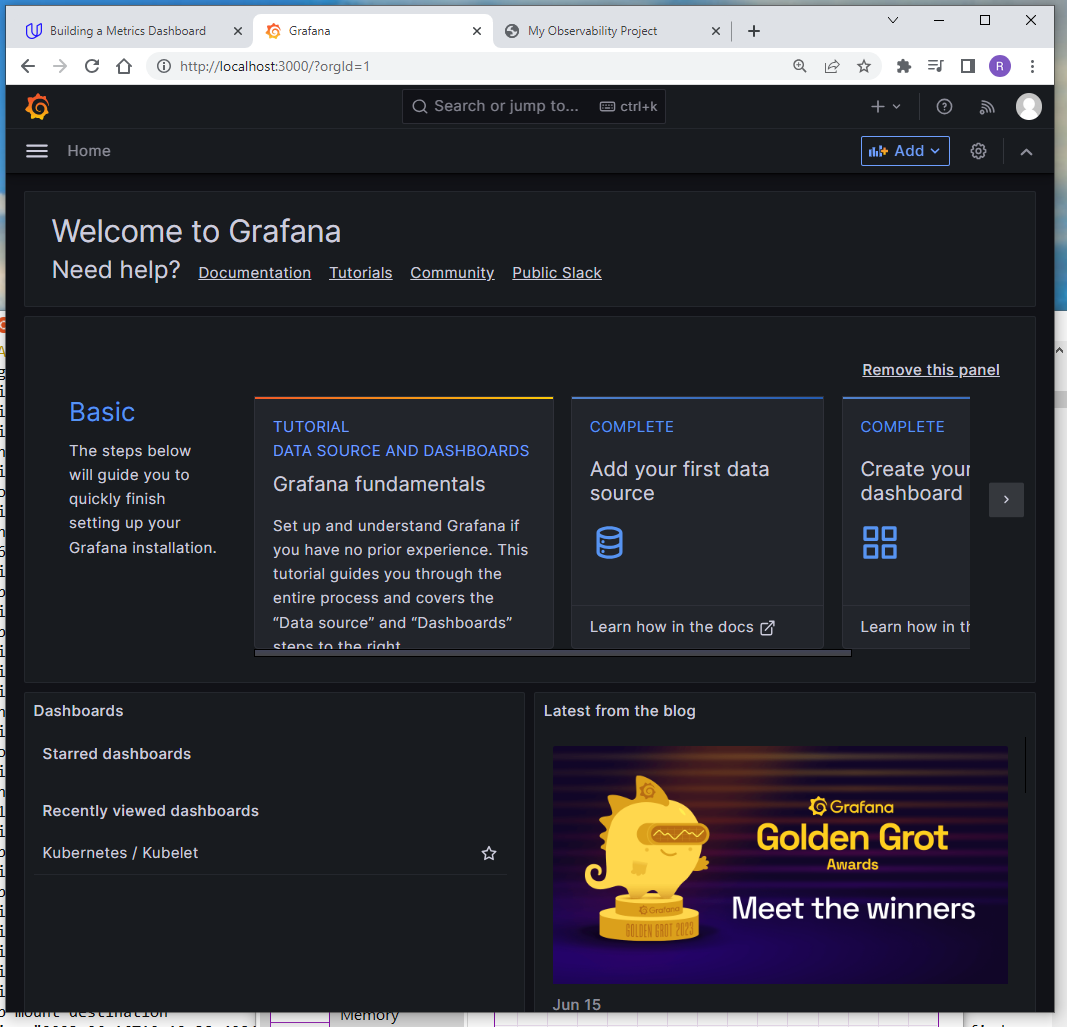 Building a Metrics Dashboard
Grafana
My Observability Project
http://localhost:3000/?orgId=1
R
Search or jump to...
ctrl+k
Home
Add
Welcome to Grafana
Need help? Documentation Tutorials Community Public Slack
Remove this panel
Basic
The steps below
will guide you to
quickly finish
setting up your
Grafana installation.
TUTORIAL
DATA SOURCE AND DASHBOARDS
Grafana fundamentals
Set up and understand Grafana if
you have no prior experience. This
tutorial guides you through the
entire process and covers the
“Data source” and “Dashboards”
steps to the right.
COMPLETE
Add your first data
source
Learn how in the docs
COMPLETE
Create your
dashboard
Learn how in th
Dashboards
Starred dashboards
Recently viewed dashboards
Kubernetes / Kubelet
Latest from the blog
Grafana
Golden Grot
Awards
Meet the winners
Grafana
GOLDEN GROT 2023
Jun 15
mount destination
Memory